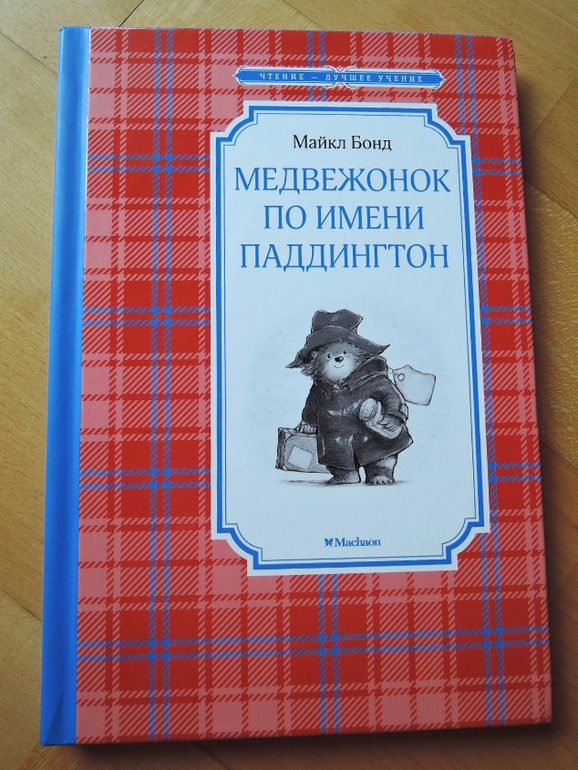 ЧТЕНИЕ — ЛУЧШЕЕ УЧЕНИЕ
Майкл Бонд
МЕДВЕЖОНОК
ПО ИМЕНИ
ПАДДИНГТОН
Machaon